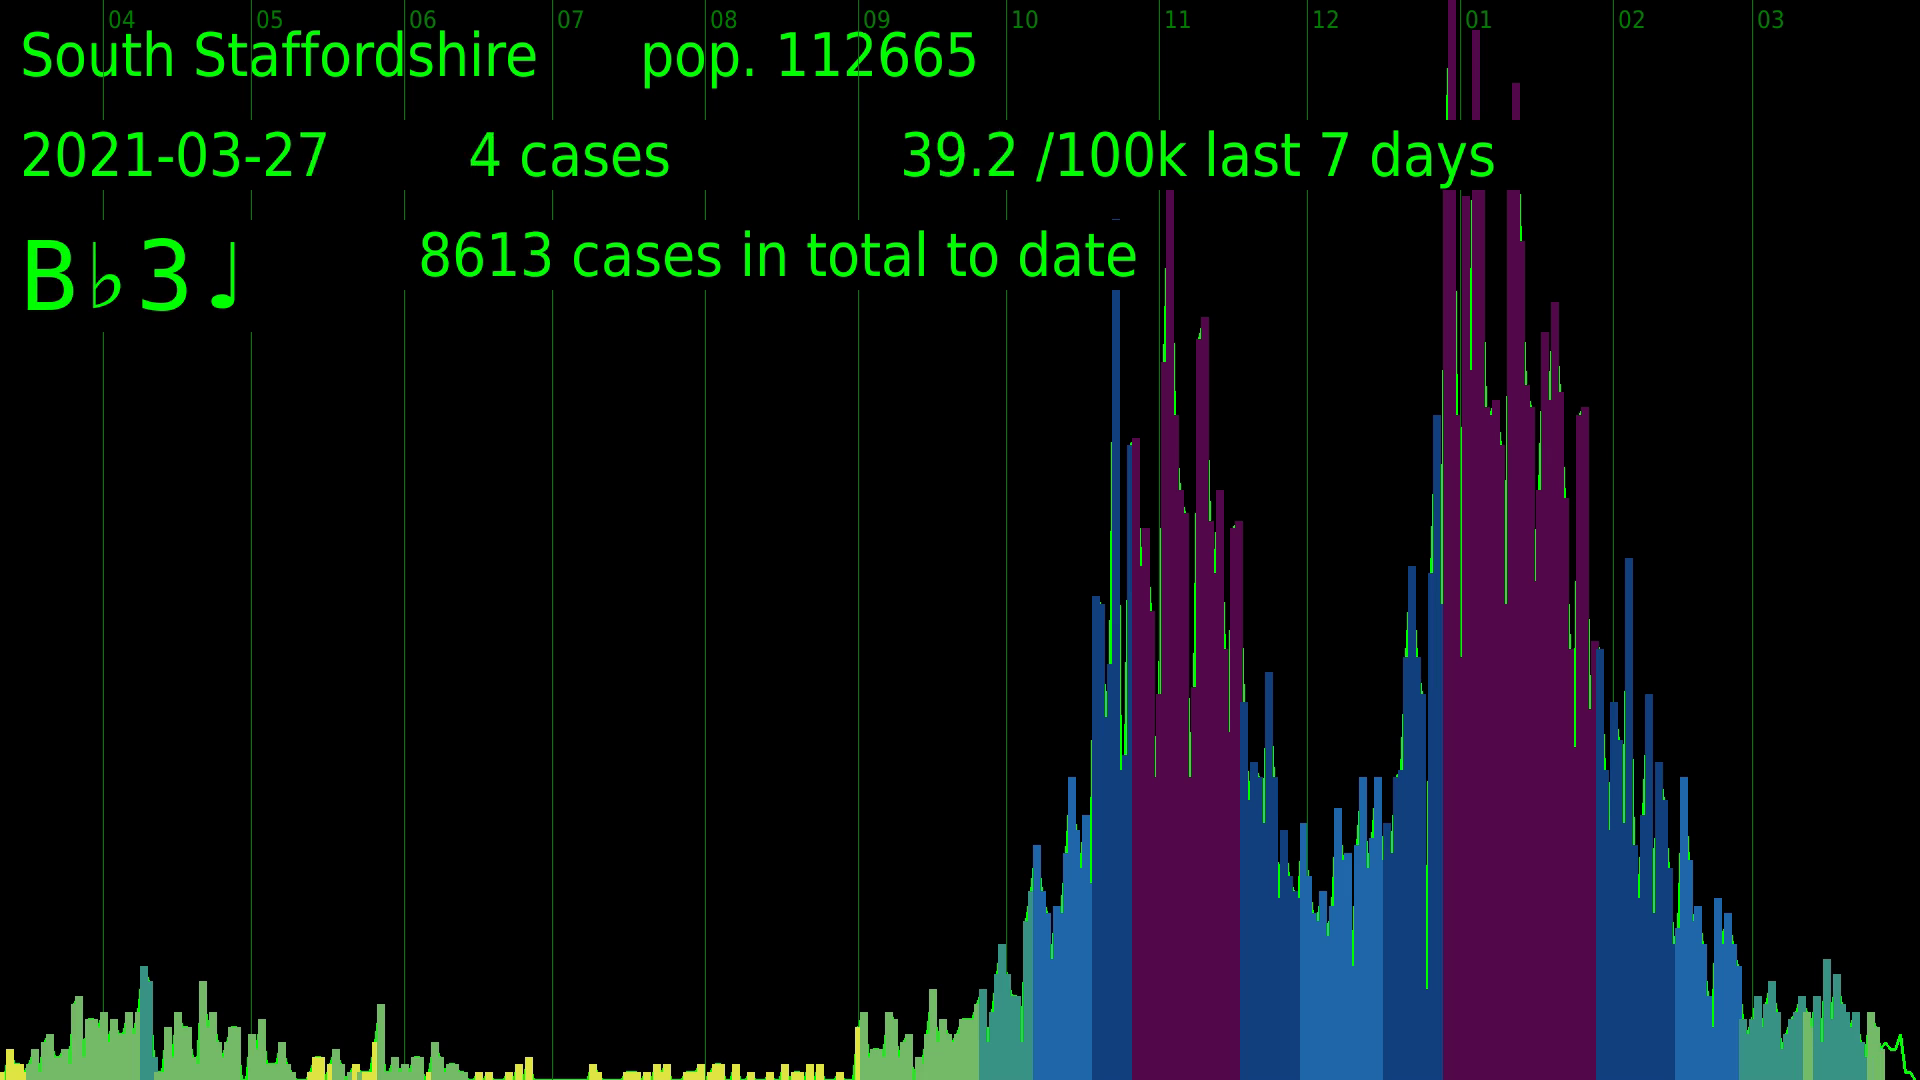 04 05 06 07 08 09 10 11 12 01 02 03
South Staffordshire pop. 112665
2021-03-27 4 cases 39.2 /100k last 7 days
B♭3♩ 8613 cases in total to date